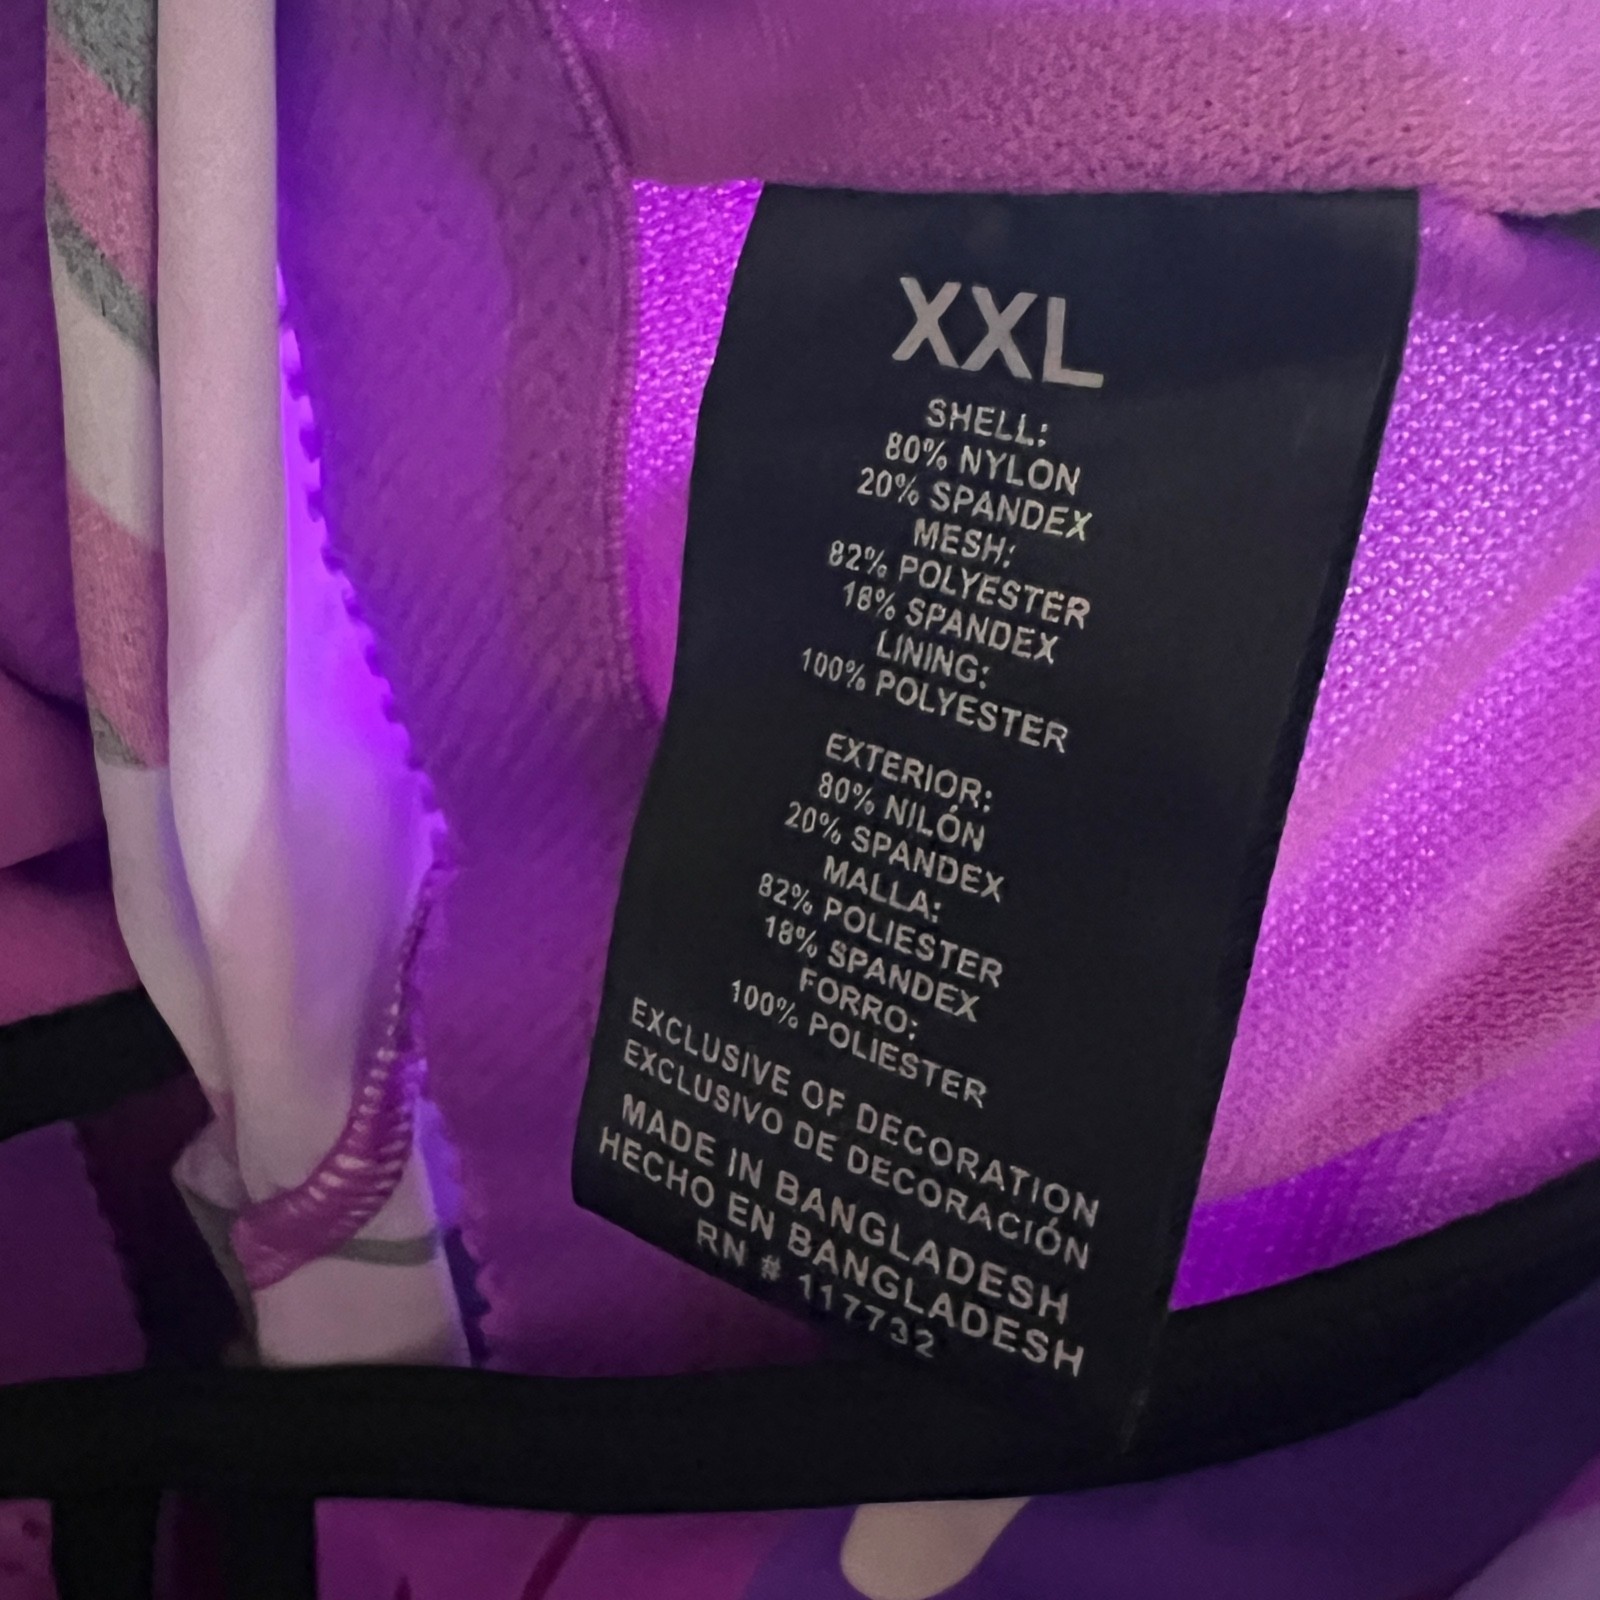 XXL
SHELL:
80% NYLON
20% SPANDEX
MESH:
82% POLYESTER
18% SPANDEX
LINING:
100% POLYESTER
EXTERIOR:
80% NILÓN
20% SPANDEX
MALLA:
82% POLIESTER
18% SPANDEX
FORRO:
100% POLIESTER
EXCLUSIVE OF DECORATION
EXCLUSIVO DE DECORACIÓN
MADE IN BANGLADESH
HECHO EN BANGLADESH
RN # 117732